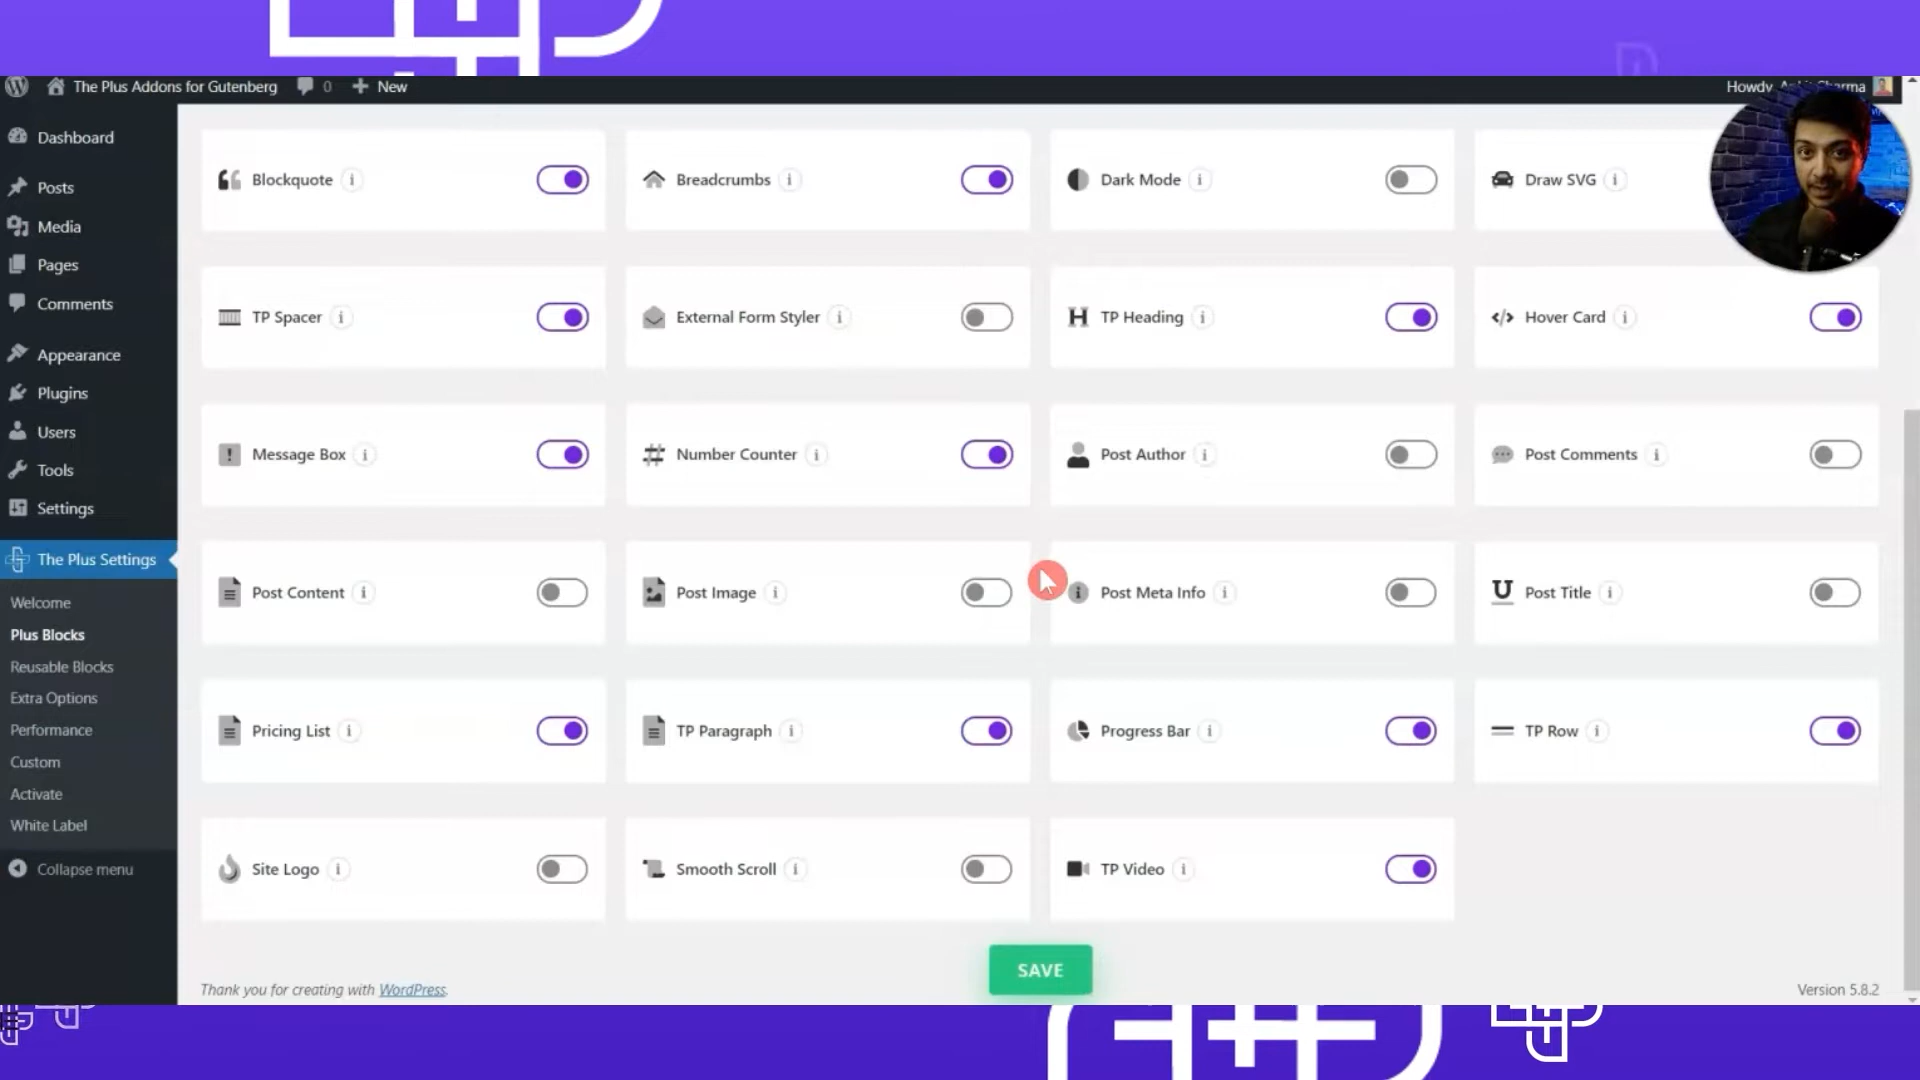 The Plus Addons for Gutenberg 0 New
Howdy,
Dashboard
Posts
Media
Pages
Comments
Appearance
Plugins
Users
Tools
Settings
The Plus Settings
Welcome
Plus Blocks
Reusable Blocks
Extra Options
Performance
Custom
Activate
White Label
Collapse menu
Blockquote i
Breadcrumbs i
Dark Mode i
Draw SVG i
TP Spacer i
External Form Styler i
TP Heading i
Hover Card i
Message Box i
Number Counter i
Post Author i
Post Comments i
Post Content i
Post Image i
Post Meta Info i
Post Title i
Pricing List i
TP Paragraph i
Progress Bar i
TP Row i
Site Logo i
Smooth Scroll i
TP Video i
SAVE
Thank you for creating with WordPress.
Version 5.8.2